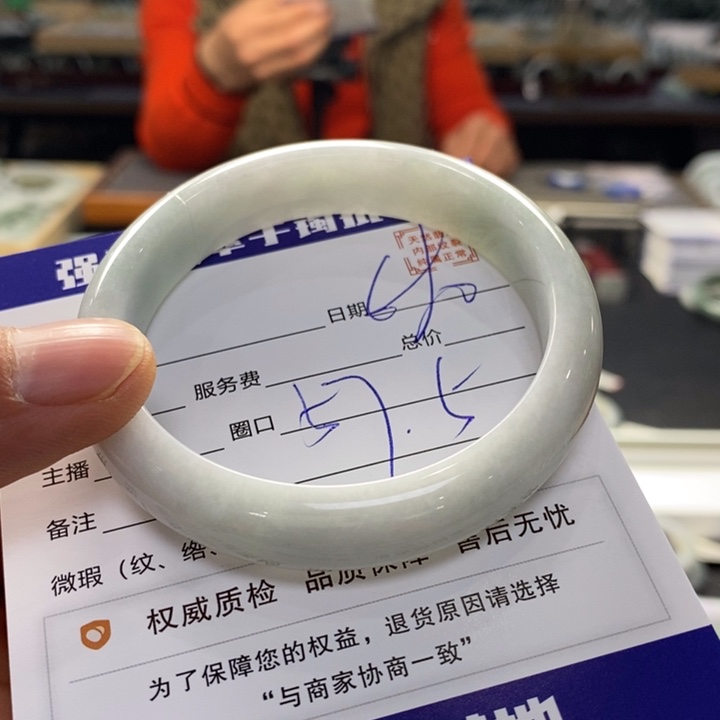 强
日期
总价
服务费
圈口 57.5
主播
备注
微瑕（纹、络、
权威质检 品质保障 售后无忧
为了保障您的权益，退货原因请选择
“与商家协商一致”